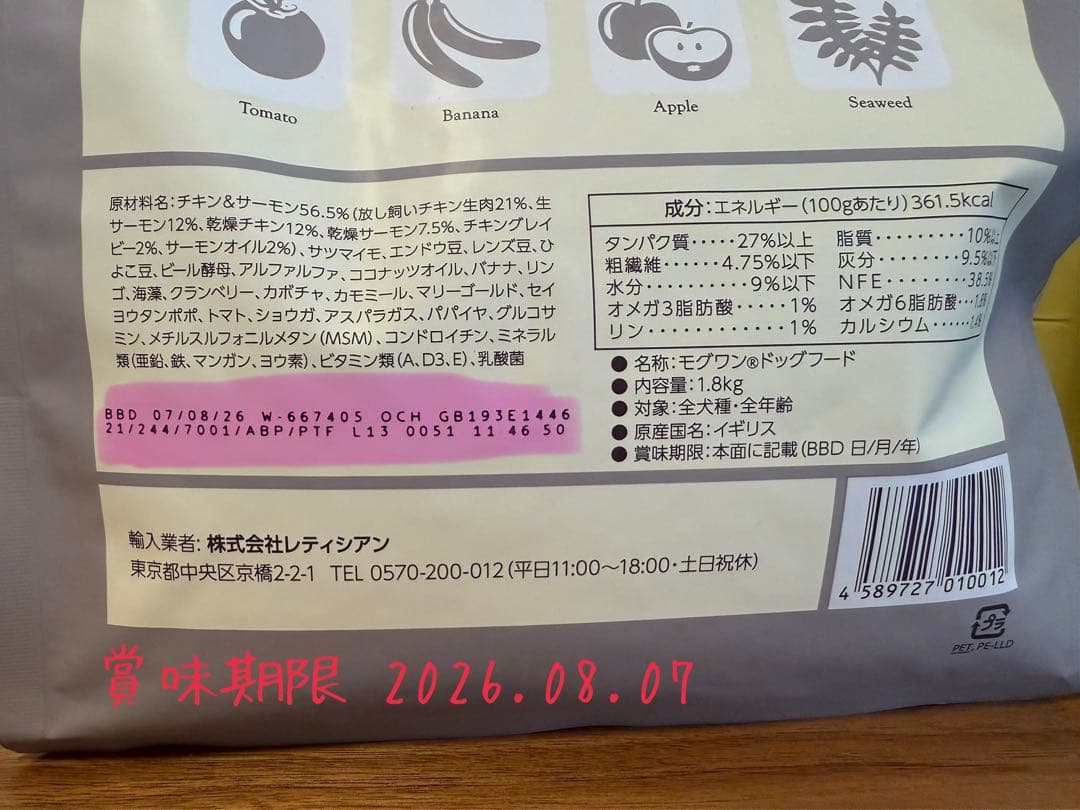 Tomato
Banana
Apple
Seaweed
原材料名:チキン&サーモン56.5%(放し飼いチキン生肉21%、生
サーモン12%、乾燥チキン12%、乾燥サーモン7.5%、チキングレイ
ビー2%、サーモンオイル2%)、サツマイモ、エンドウ豆、レンズ豆、ひ
よこ豆、ビール酵母、アルファルファ、ココナッツオイル、バナナ、リン
ゴ、海藻、クランベリー、カボチャ、カモミール、マリーゴールド、セイ
ヨウタンポポ、トマト、ショウガ、アスパラガス、パパイヤ、グルコサ
ミン、メチルスルフォニルメタン(MSM)、コンドロイチン、ミネラル
類(亜鉛、鉄、マンガン、ヨウ素)、ビタミン類(A、D3、E)、乳酸菌
BBD 07/08/26 W-667405 OCH GB193E1446
21/244/7001/ABP/PTF L13 0051 11 46 50
成分:エネルギー(100gあたり)361.5kcal
タンパク質・・・・・27%以上 脂質・・・・・・・・・10%以上
粗繊維・・・・・・4.75%以下 灰分・・・・・・・・9.5%以下
水分・・・・・・・・・・9%以下 NFE・・・・・・・・38.5%
オメガ3脂肪酸・・・・・1% オメガ6脂肪酸・・・1.8%
リン・・・・・・・・・・・・1% カルシウム・・・・・1.4%
● 名称:モグワン®ドッグフード
● 内容量:1.8kg
● 対象:全犬種・全年齢
● 原産国名:イギリス
● 賞味期限:本面に記載(BBD 日/月/年)
輸入業者: 株式会社レティシアン
東京都中央区京橋2-2-1 TEL 0570-200-012(平日11:00〜18:00・土日祝休)
4 589727 010012
プラ
PET, PE-LLD
賞味期限 2026.08.07